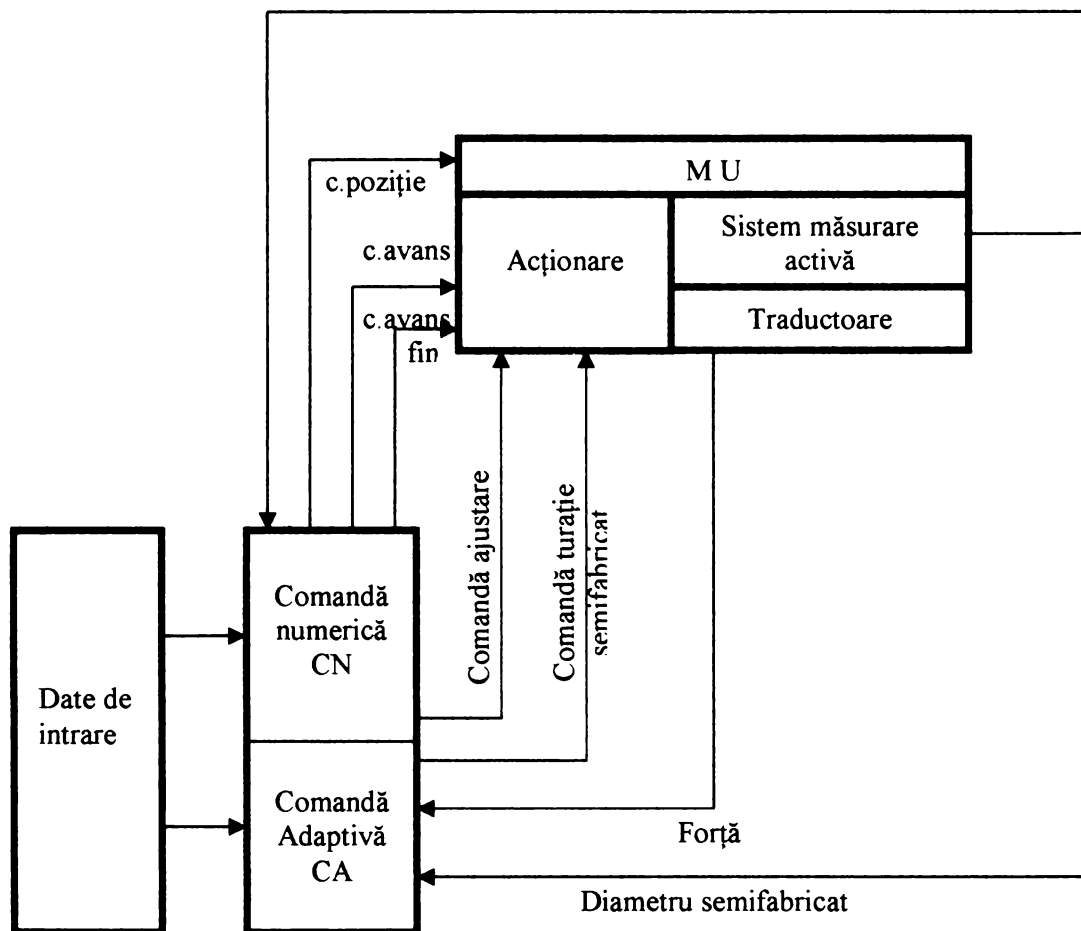 M U
c.poziție
Sistem măsurare
activă
c.avans
Acționare
c.avans
fin
Traductoare
Comandă ajustare
Comandă turație
semifabricat
Comandă
numerică
CN
Date de
intrare
Comandă
Adaptivă
CA
Forță
Diametru semifabricat